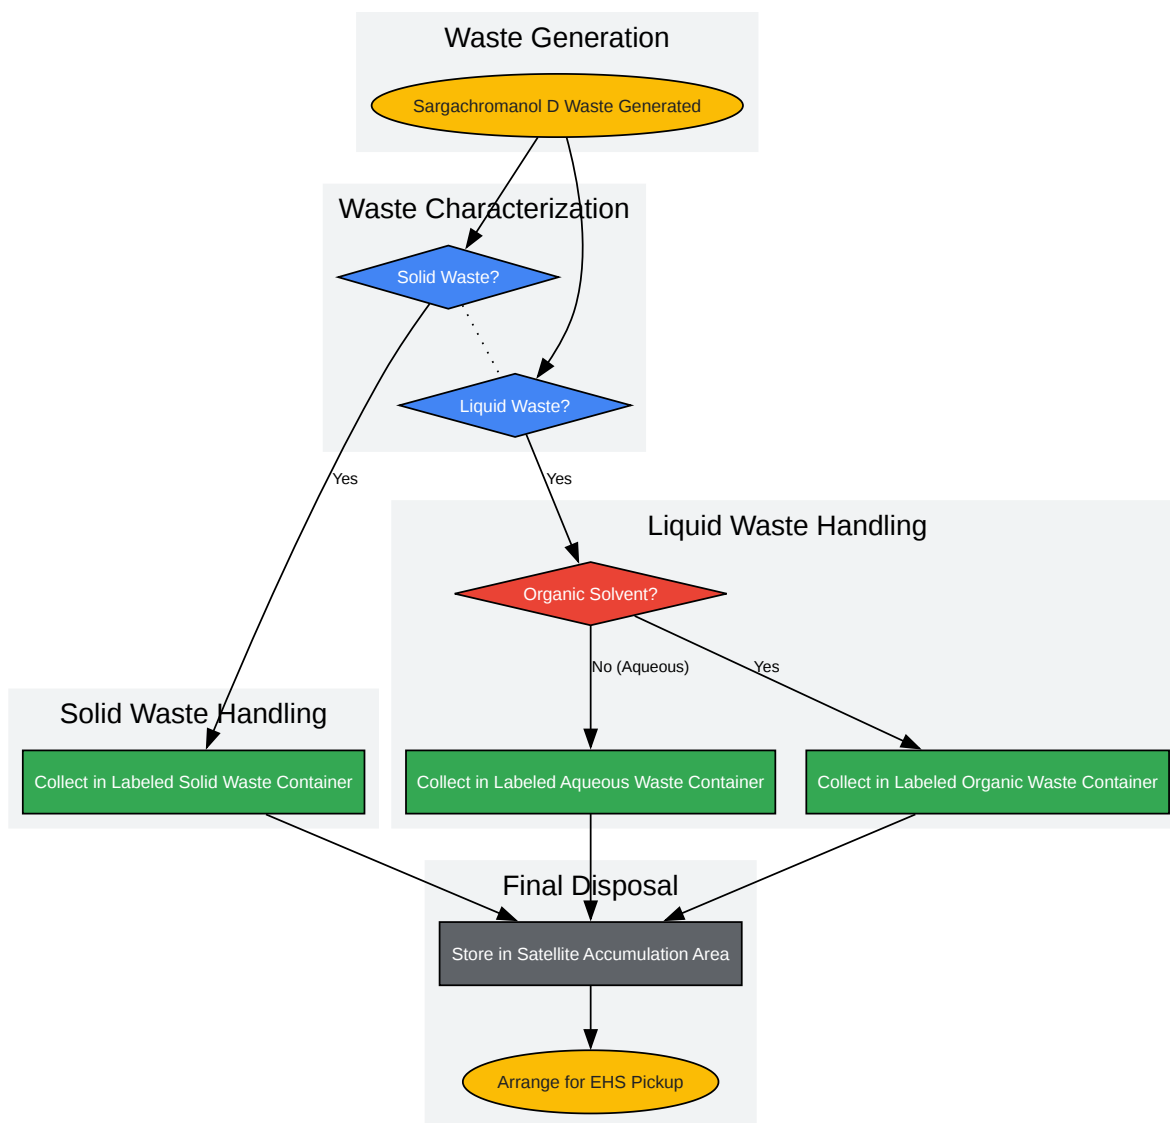 Waste Generation
Sargachromanol D Waste Generated
Waste Characterization
Solid Waste?
Liquid Waste?
Yes
Yes
Liquid Waste Handling
Organic Solvent?
No (Aqueous)
Yes
Solid Waste Handling
Collect in Labeled Solid Waste Container
Collect in Labeled Aqueous Waste Container
Collect in Labeled Organic Waste Container
Final Disposal
Store in Satellite Accumulation Area
Arrange for EHS Pickup